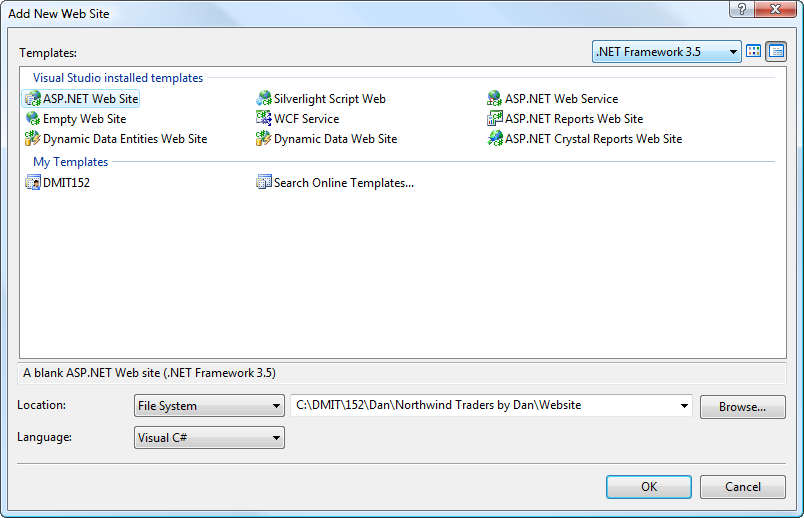 Add New Web Site
Templates:
.NET Framework 3.5
Visual Studio installed templates
ASP.NET Web Site
Silverlight Script Web
ASP.NET Web Service
Empty Web Site
WCF Service
ASP.NET Reports Web Site
Dynamic Data Entities Web Site
Dynamic Data Web Site
ASP.NET Crystal Reports Web Site
My Templates
DMIT152
Search Online Templates...
A blank ASP.NET Web site (.NET Framework 3.5)
Location:
File System
C:\DMIT\152\Dan\Northwind Traders by Dan\Website
Browse...
Language:
Visual C#
OK
Cancel